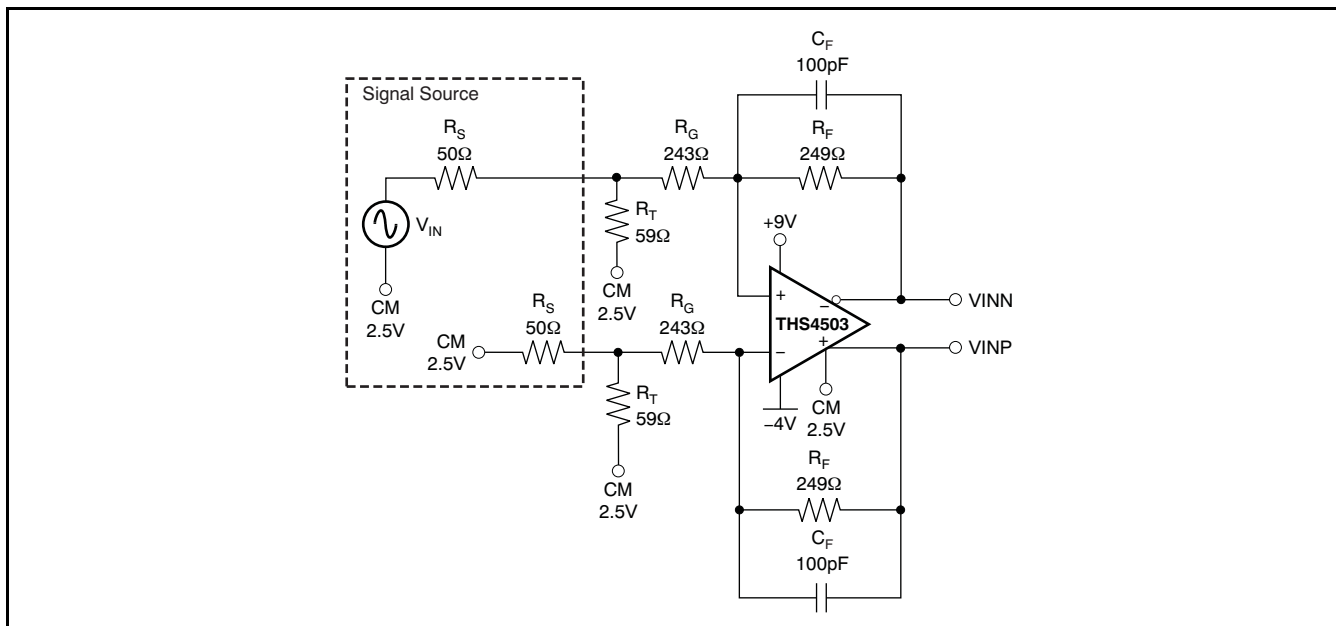 C_F
100pF
Signal Source
R_S
50Ω
R_G
243Ω
R_F
249Ω
V_IN
R_T
59Ω
+9V
CM
2.5V
CM
2.5V
R_S
50Ω
R_G
243Ω
+
−
VINN
THS4503
CM
2.5V
−
+
VINP
R_T
59Ω
−4V
CM
2.5V
R_F
249Ω
CM
2.5V
C_F
100pF